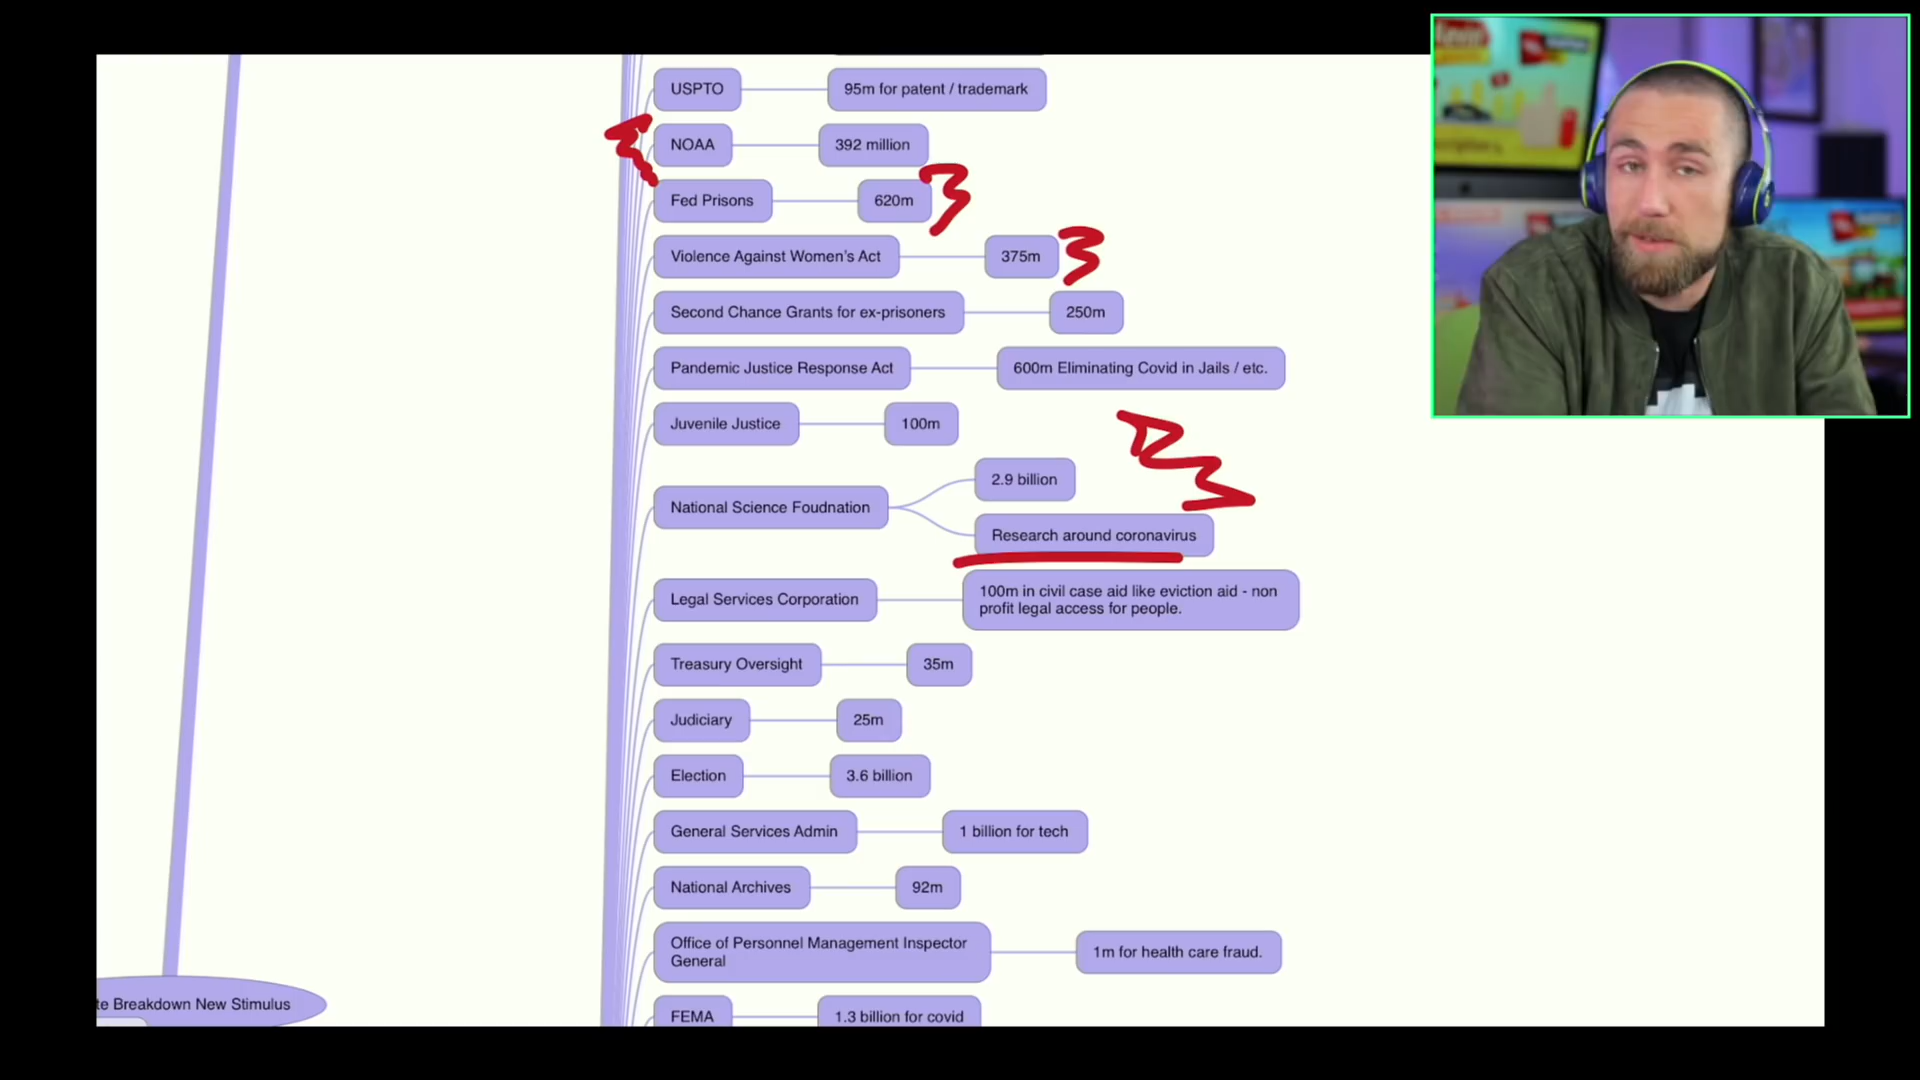 USPTO
95m for patent / trademark
NOAA
392 million
Fed Prisons
620m
Violence Against Women's Act
375m
Second Chance Grants for ex-prisoners
250m
Pandemic Justice Response Act
600m Eliminating Covid in Jails / etc.
Juvenile Justice
100m
National Science Foudnation
2.9 billion
Research around coronavirus
Legal Services Corporation
100m in civil case aid like eviction aid - non
profit legal access for people.
Treasury Oversight
35m
Judiciary
25m
Election
3.6 billion
General Services Admin
1 billion for tech
National Archives
92m
Office of Personnel Management Inspector
General
1m for health care fraud.
te Breakdown New Stimulus
FEMA
1.3 billion for covid